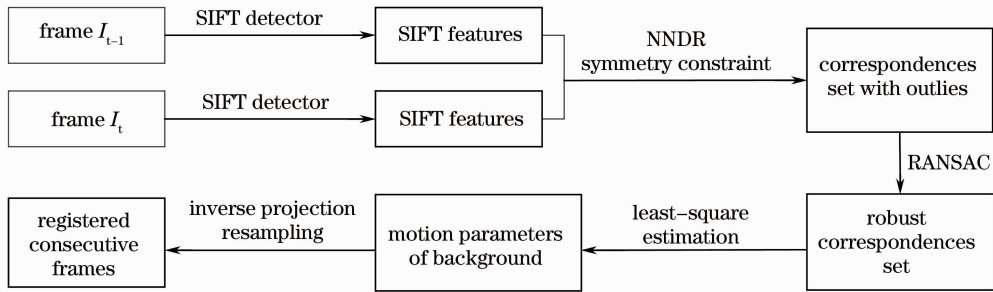 frame I_{t-1}
SIFT detector
SIFT features
frame I_t
SIFT detector
SIFT features
NNDR
symmetry constraint
correspondences
set with outlies
RANSAC
robust
correspondences
set
least-square
estimation
motion parameters
of background
inverse projection
resampling
registered
consecutive
frames